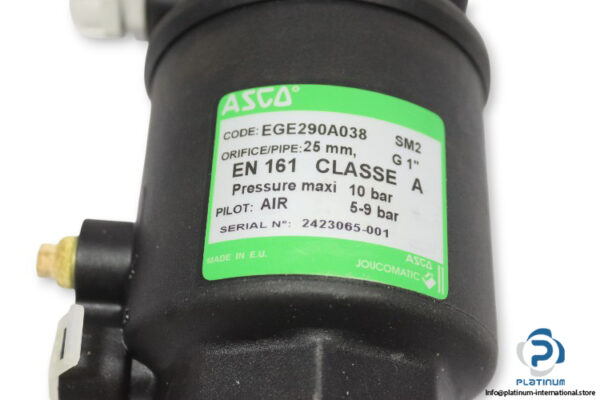 ASCO®
CODE: EGE290A038 SM2
ORIFICE/PIPE: 25 mm, G 1"
EN 161 CLASSE A
Pressure maxi 10 bar
PILOT: AIR 5-9 bar
SERIAL N°: 2423065-001
MADE IN E.U.
ASCO
JOUCOMATIC
PLATINUM
info@platinum-international.store